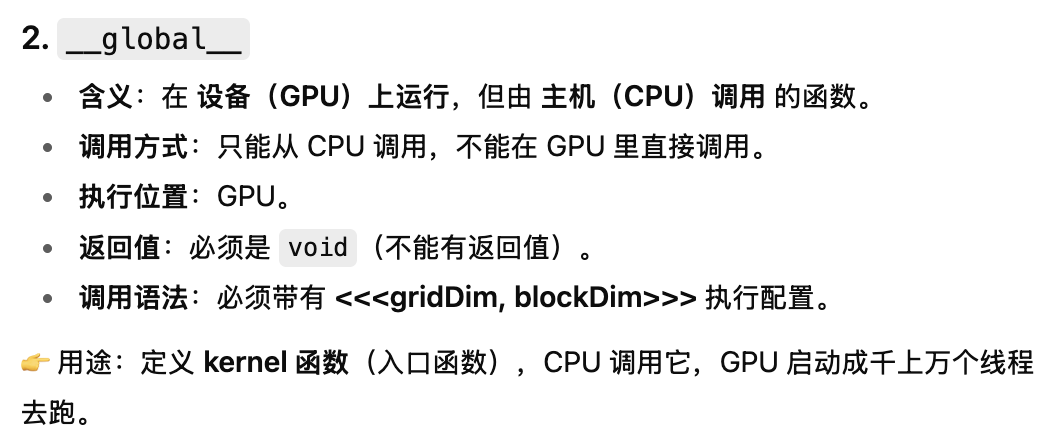 2. __global__
• 含义：在 设备（GPU）上运行，但由 主机（CPU）调用 的函数。
• 调用方式：只能从 CPU 调用，不能在 GPU 里直接调用。
• 执行位置：GPU。
• 返回值：必须是 void（不能有返回值）。
• 调用语法：必须带有 <<<gridDim, blockDim>>> 执行配置。
👉 用途：定义 kernel 函数（入口函数），CPU 调用它，GPU 启动成千上万个线程
去跑。